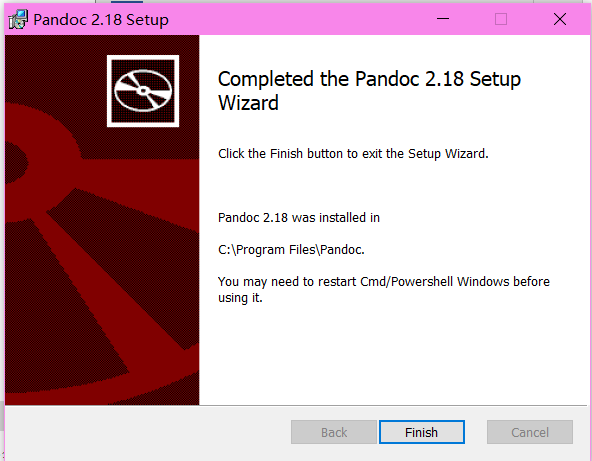 Pandoc 2.18 Setup
Completed the Pandoc 2.18 Setup
Wizard
Click the Finish button to exit the Setup Wizard.
Pandoc 2.18 was installed in
C:\Program Files\Pandoc.
You may need to restart Cmd/Powershell Windows before
using it.
Back
Finish
Cancel